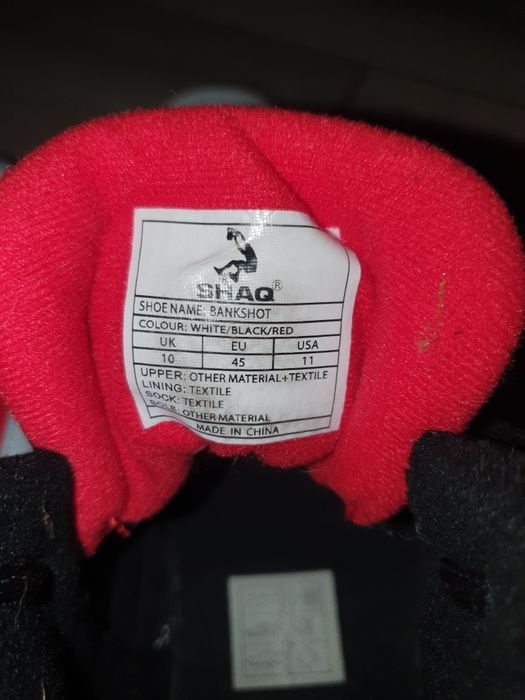 SHAQ®
SHOE NAME: BANKSHOT
COLOUR: WHITE/BLACK/RED
UK EU USA
10 45 11
UPPER: OTHER MATERIAL+TEXTILE
LINING: TEXTILE
SOCK: TEXTILE
SOLE: OTHER MATERIAL
MADE IN CHINA